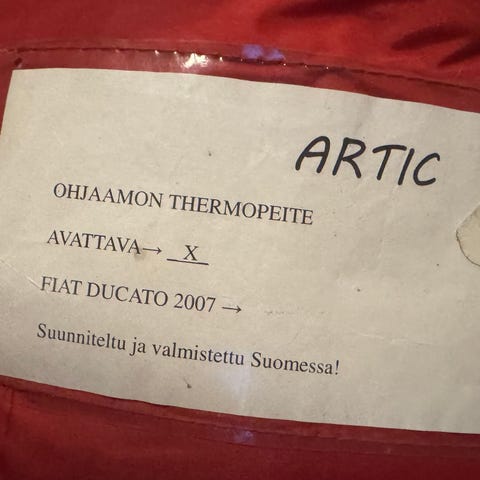 ARTIC
OHJAAMON THERMOPEITE
AVATTAVA→ X
FIAT DUCATO 2007 →
Suunniteltu ja valmistettu Suomessa!